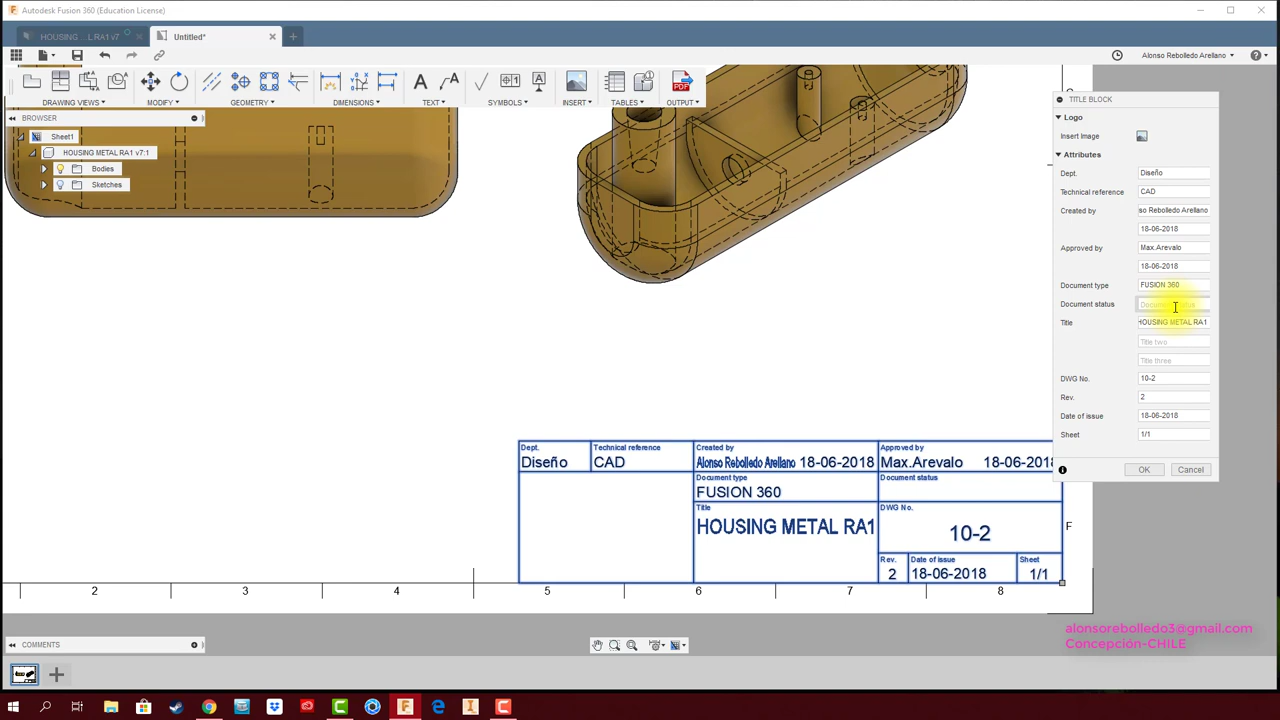 Autodesk Fusion 360 (Education License)
HOUSING ...L RA1 v7
Untitled*
Alonso Rebolledo Arellano
DRAWING VIEWS
MODIFY
GEOMETRY
DIMENSIONS
TEXT
SYMBOLS
INSERT
TABLES
OUTPUT
BROWSER
Sheet1
HOUSING METAL RA1 v7:1
Bodies
Sketches
TITLE BLOCK
Logo
Insert Image
Attributes
Dept. Diseño
Technical reference CAD
Created by so Rebolledo Arellano
18-06-2018
Approved by Max.Arevalo
18-06-2018
Document type FUSION 360
Document status
Title HOUSING METAL RA1
Title two
Title three
DWG No. 10-2
Rev. 2
Date of issue 18-06-2018
Sheet 1/1
OK Cancel
Dept. Technical reference Created by Approved by
Diseño CAD Alonso Rebolledo Arellano 18-06-2018 Max.Arevalo 18-06-2018
Document type Document status
FUSION 360
Title DWG No.
HOUSING METAL RA1 10-2
Rev. Date of issue Sheet
2 18-06-2018 1/1
F
2 3 4 5 6 7 8
COMMENTS
alonsorebolledo3@gmail.com
Concepción-CHILE